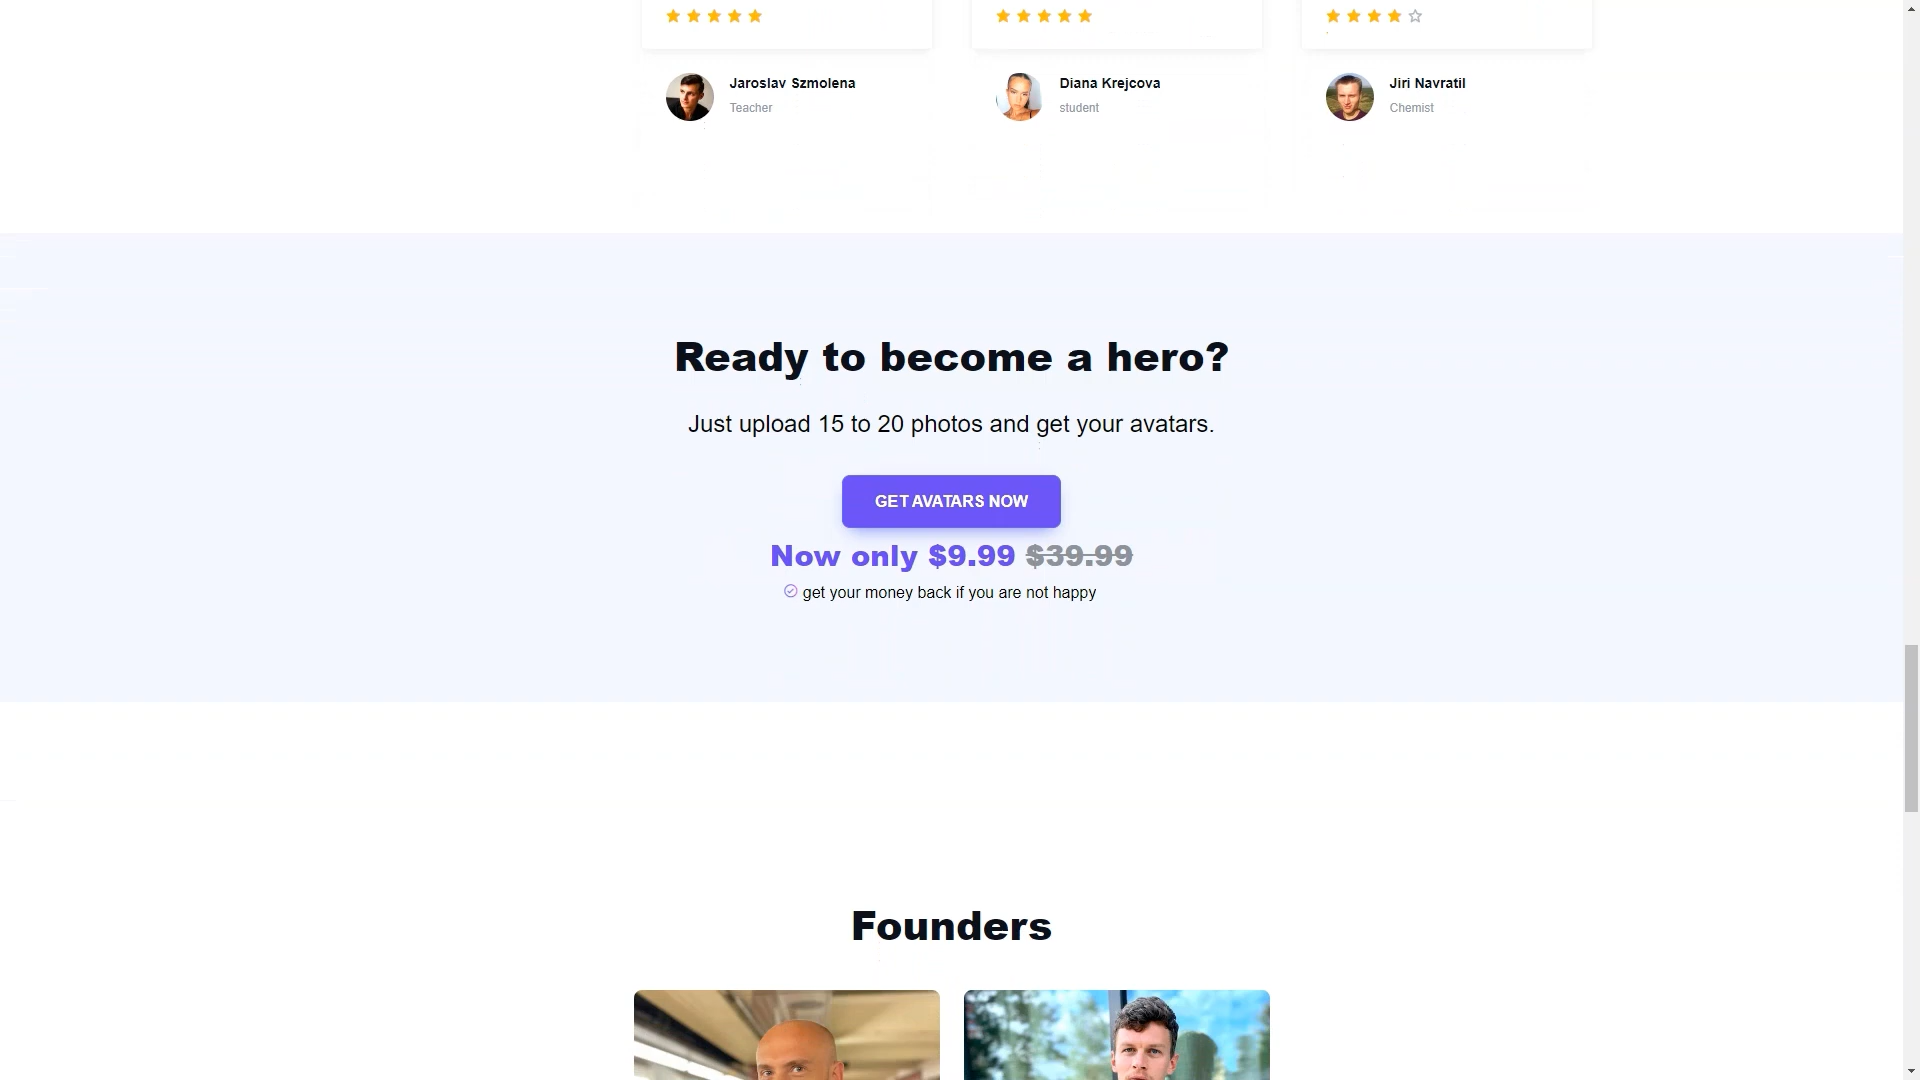 Jaroslav Szmolena
Teacher
Diana Krejcova
student
Jiri Navratil
Chemist
Ready to become a hero?
Just upload 15 to 20 photos and get your avatars.
GET AVATARS NOW
Now only $9.99 $39.99
get your money back if you are not happy
Founders